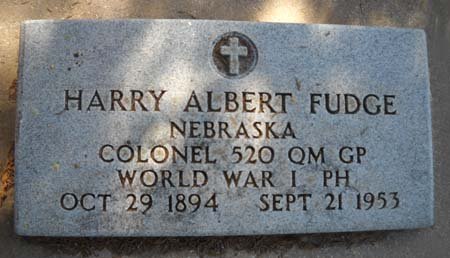 HARRY ALBERT FUDGE
NEBRASKA
COLONEL 520 QM GP
WORLD WAR I PH
OCT 29 1894 SEPT 21 1953